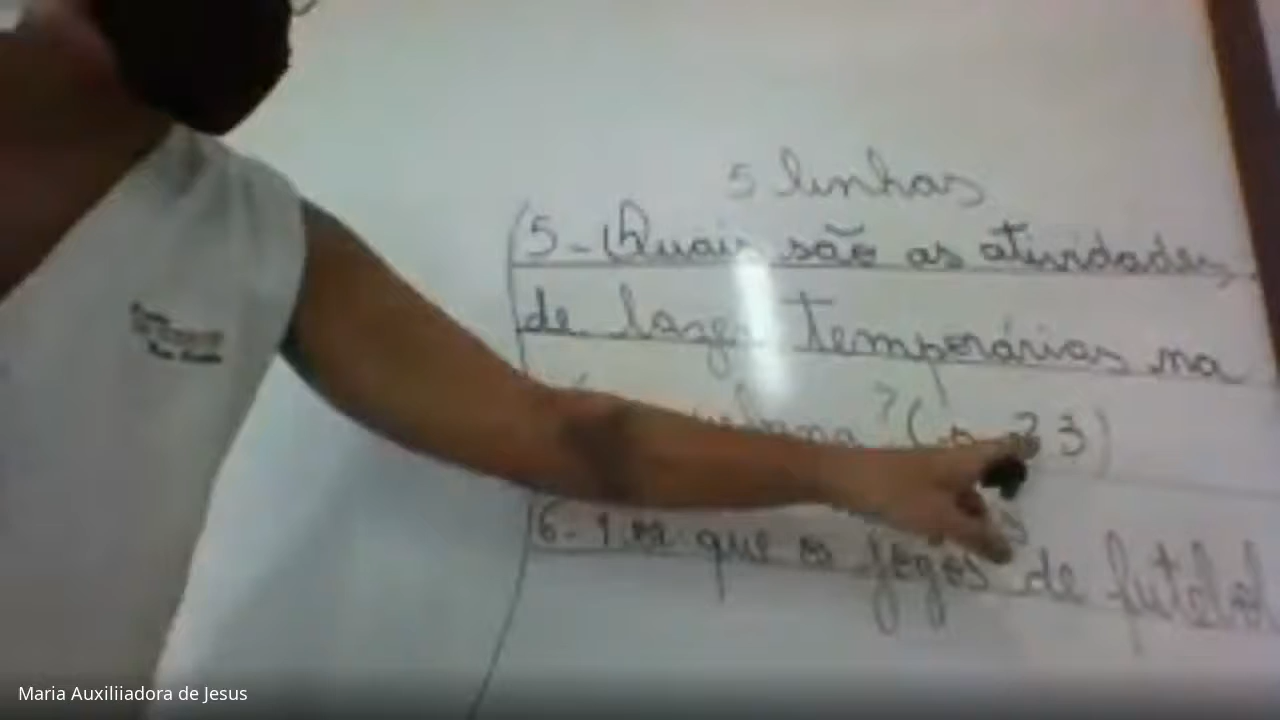 5 linhas
5- Quais são as atividades
de lazer temporárias na
? (p. 23)
6- Por que os jogos de futebol
Maria Auxiliiadora de Jesus